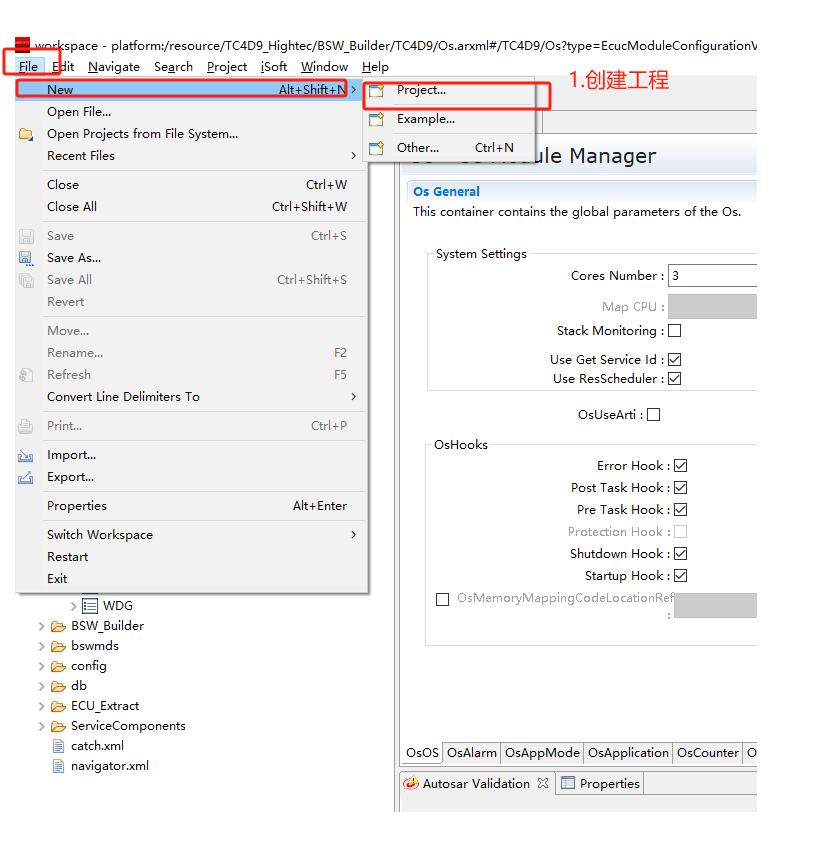 workspace - platform:/resource/TC4D9_Hightec/BSW_Builder/TC4D9/Os.arxml#/TC4D9/Os?type=EcucModuleConfigurationV
File Edit Navigate Search Project iSoft Window Help
New Alt+Shift+N
Project...
1.创建工程
Open File...
Example...
Open Projects from File System...
Other... Ctrl+N
Module Manager
Recent Files
Close Ctrl+W
Close All Ctrl+Shift+W
Save Ctrl+S
Save As...
Save All Ctrl+Shift+S
Revert
Move...
Rename... F2
Refresh F5
Convert Line Delimiters To
Print... Ctrl+P
Import...
Export...
Properties Alt+Enter
Switch Workspace
Restart
Exit
WDG
BSW_Builder
bswmds
config
db
ECU_Extract
ServiceComponents
catch.xml
navigator.xml
Os General
This container contains the global parameters of the Os.
System Settings
Cores Number : 3
Map CPU :
Stack Monitoring :
Use Get Service Id :
Use ResScheduler :
OsUseArti :
OsHooks
Error Hook :
Post Task Hook :
Pre Task Hook :
Protection Hook :
Shutdown Hook :
Startup Hook :
OsMemoryMappingCodeLocationRef
:
OsOS OsAlarm OsAppMode OsApplication OsCounter O
Autosar Validation Properties